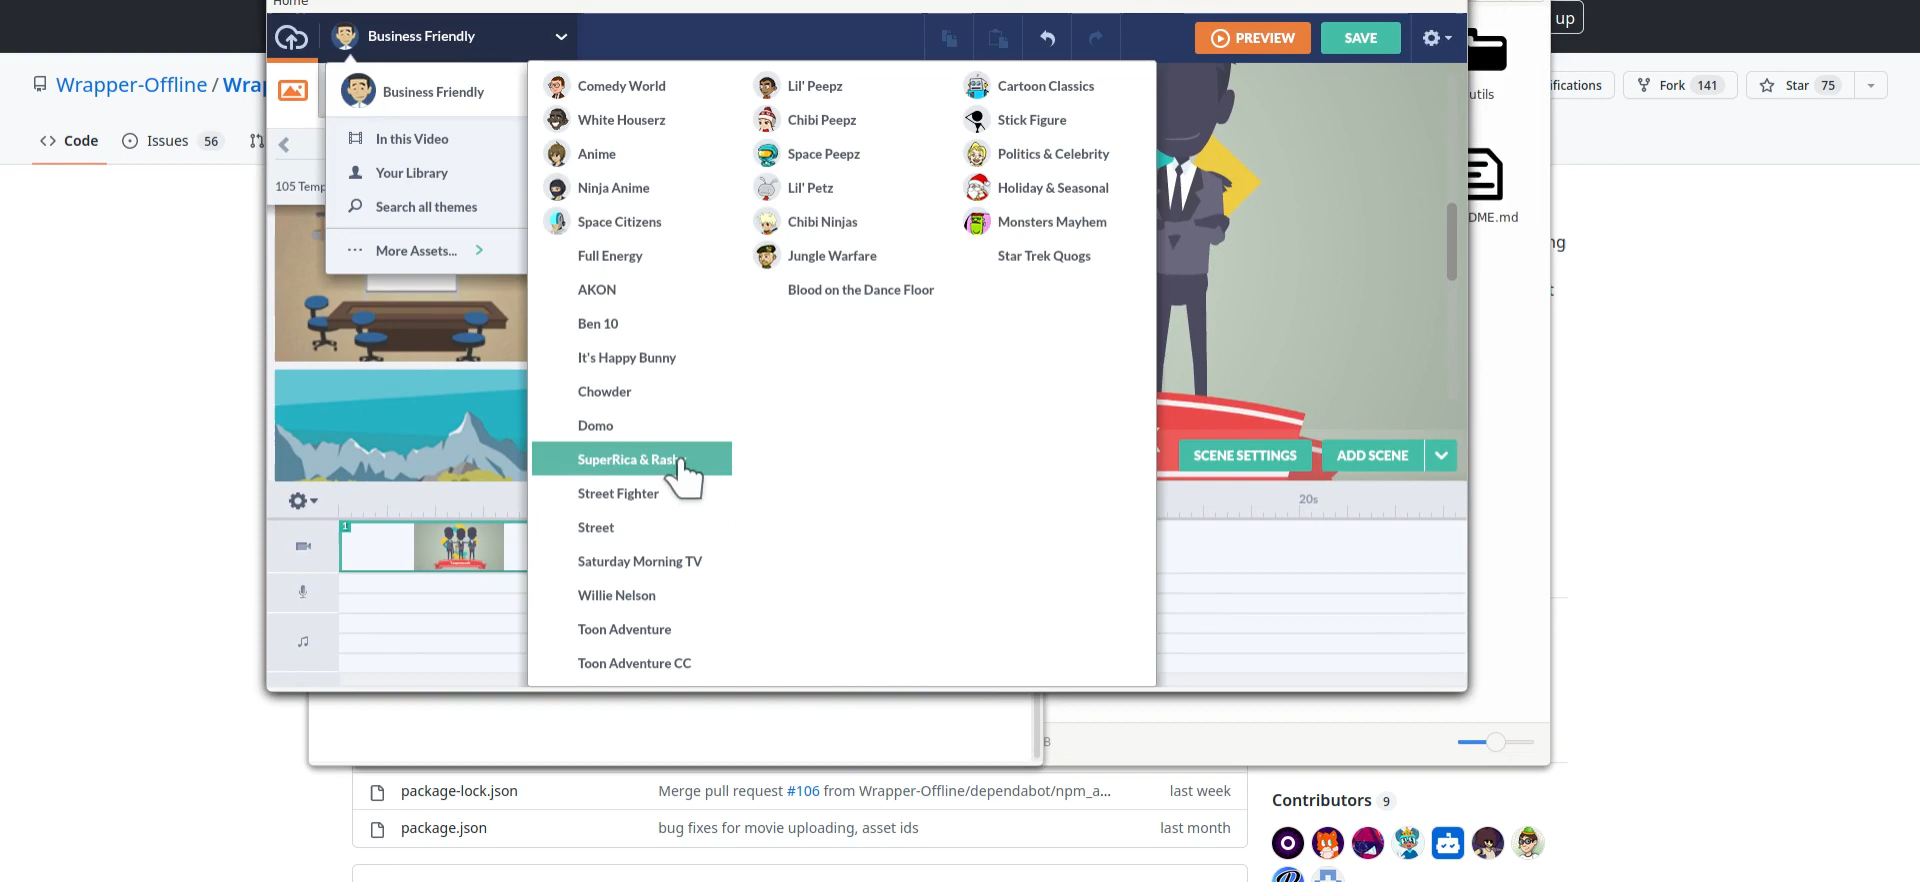 Home
up
Business Friendly
PREVIEW
SAVE
Wrapper-Offline / Wrap
Business Friendly
Comedy World
Lil' Peepz
Cartoon Classics
ifications
Fork 141
Star 75
utils
White Houserz
Chibi Peepz
Stick Figure
Code
Issues 56
In this Video
Anime
Space Peepz
Politics & Celebrity
Your Library
105 Temp
Ninja Anime
Lil' Petz
Holiday & Seasonal
Search all themes
Space Citizens
Chibi Ninjas
Monsters Mayhem
DME.md
ng
More Assets...
Full Energy
Jungle Warfare
Star Trek Quogs
AKON
Blood on the Dance Floor
t
Ben 10
It's Happy Bunny
Chowder
Domo
SuperRica & Rash
SCENE SETTINGS
ADD SCENE
Street Fighter
20s
Street
1
Saturday Morning TV
Willie Nelson
Toon Adventure
Toon Adventure CC
B
package-lock.json
Merge pull request #106 from Wrapper-Offline/dependabot/npm_a...
last week
Contributors 9
package.json
bug fixes for movie uploading, asset ids
last month